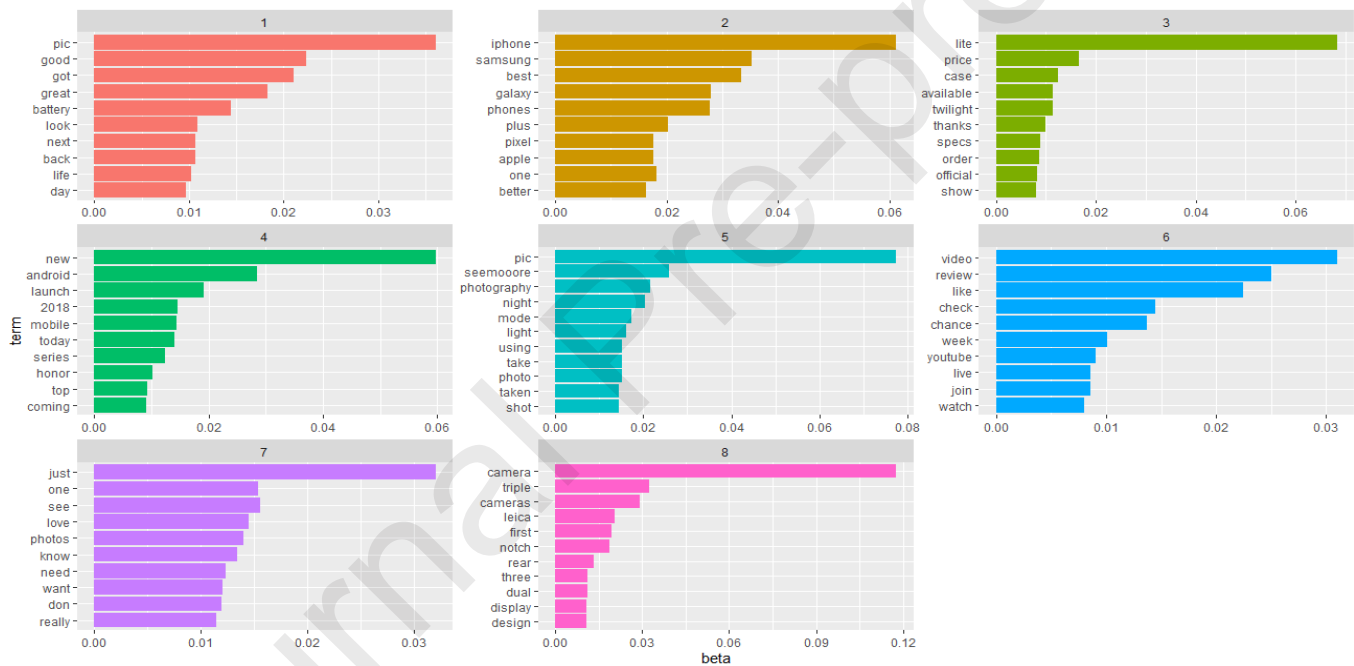 1
pic
good
got
great
battery
look
next
back
life
day
0.00 0.01 0.02 0.03
2
iphone
samsung
best
galaxy
phones
plus
pixel
apple
one
better
0.00 0.02 0.04 0.06
3
lite
price
case
available
twilight
thanks
specs
order
official
show
0.00 0.02 0.04 0.06
term
4
new
android
launch
2018
mobile
today
series
honor
top
coming
0.00 0.02 0.04 0.06
5
pic
seemooore
photography
night
mode
light
using
take
photo
taken
shot
0.00 0.02 0.04 0.06 0.08
6
video
review
like
check
chance
week
youtube
live
join
watch
0.00 0.01 0.02 0.03
7
just
one
see
love
photos
know
need
want
don
really
0.00 0.01 0.02 0.03
8
camera
triple
cameras
leica
first
notch
rear
three
dual
display
design
0.00 0.03 0.06 0.09 0.12
beta
urnal Pre-pro